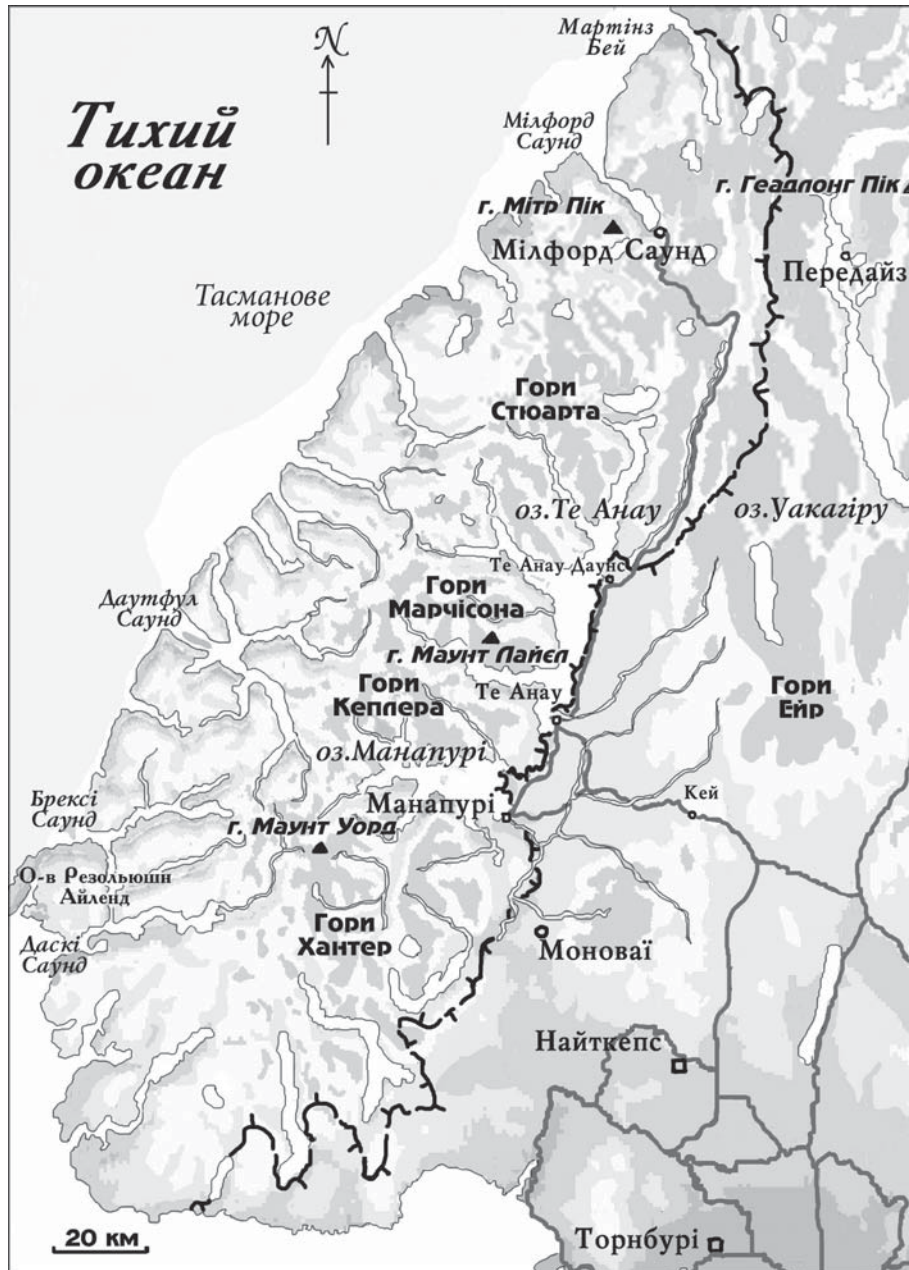 Мартінз
Бей
N
Тихий
океан
Мілфорд
Саунд
г. Геадлонг Пік
г. Мітр Пік
Мілфорд Саунд
Передайз
Тасманове
море
Гори
Стюарта
оз.Те Анау
оз.Уакагіру
Те Анау-Даунс
Гори
Марчісона
Даутфул
Саунд
г. Маунт Лайєл
Гори
Кеплера
Те Анау
Гори
Ейр
оз.Манапурі
Брексі
Саунд
Манапурі
Кей
г. Маунт Уорд
О-в Резольюшн
Айленд
Гори
Хантер
Даскі
Саунд
Моноваї
Найткепс
20 км
Торнбурі